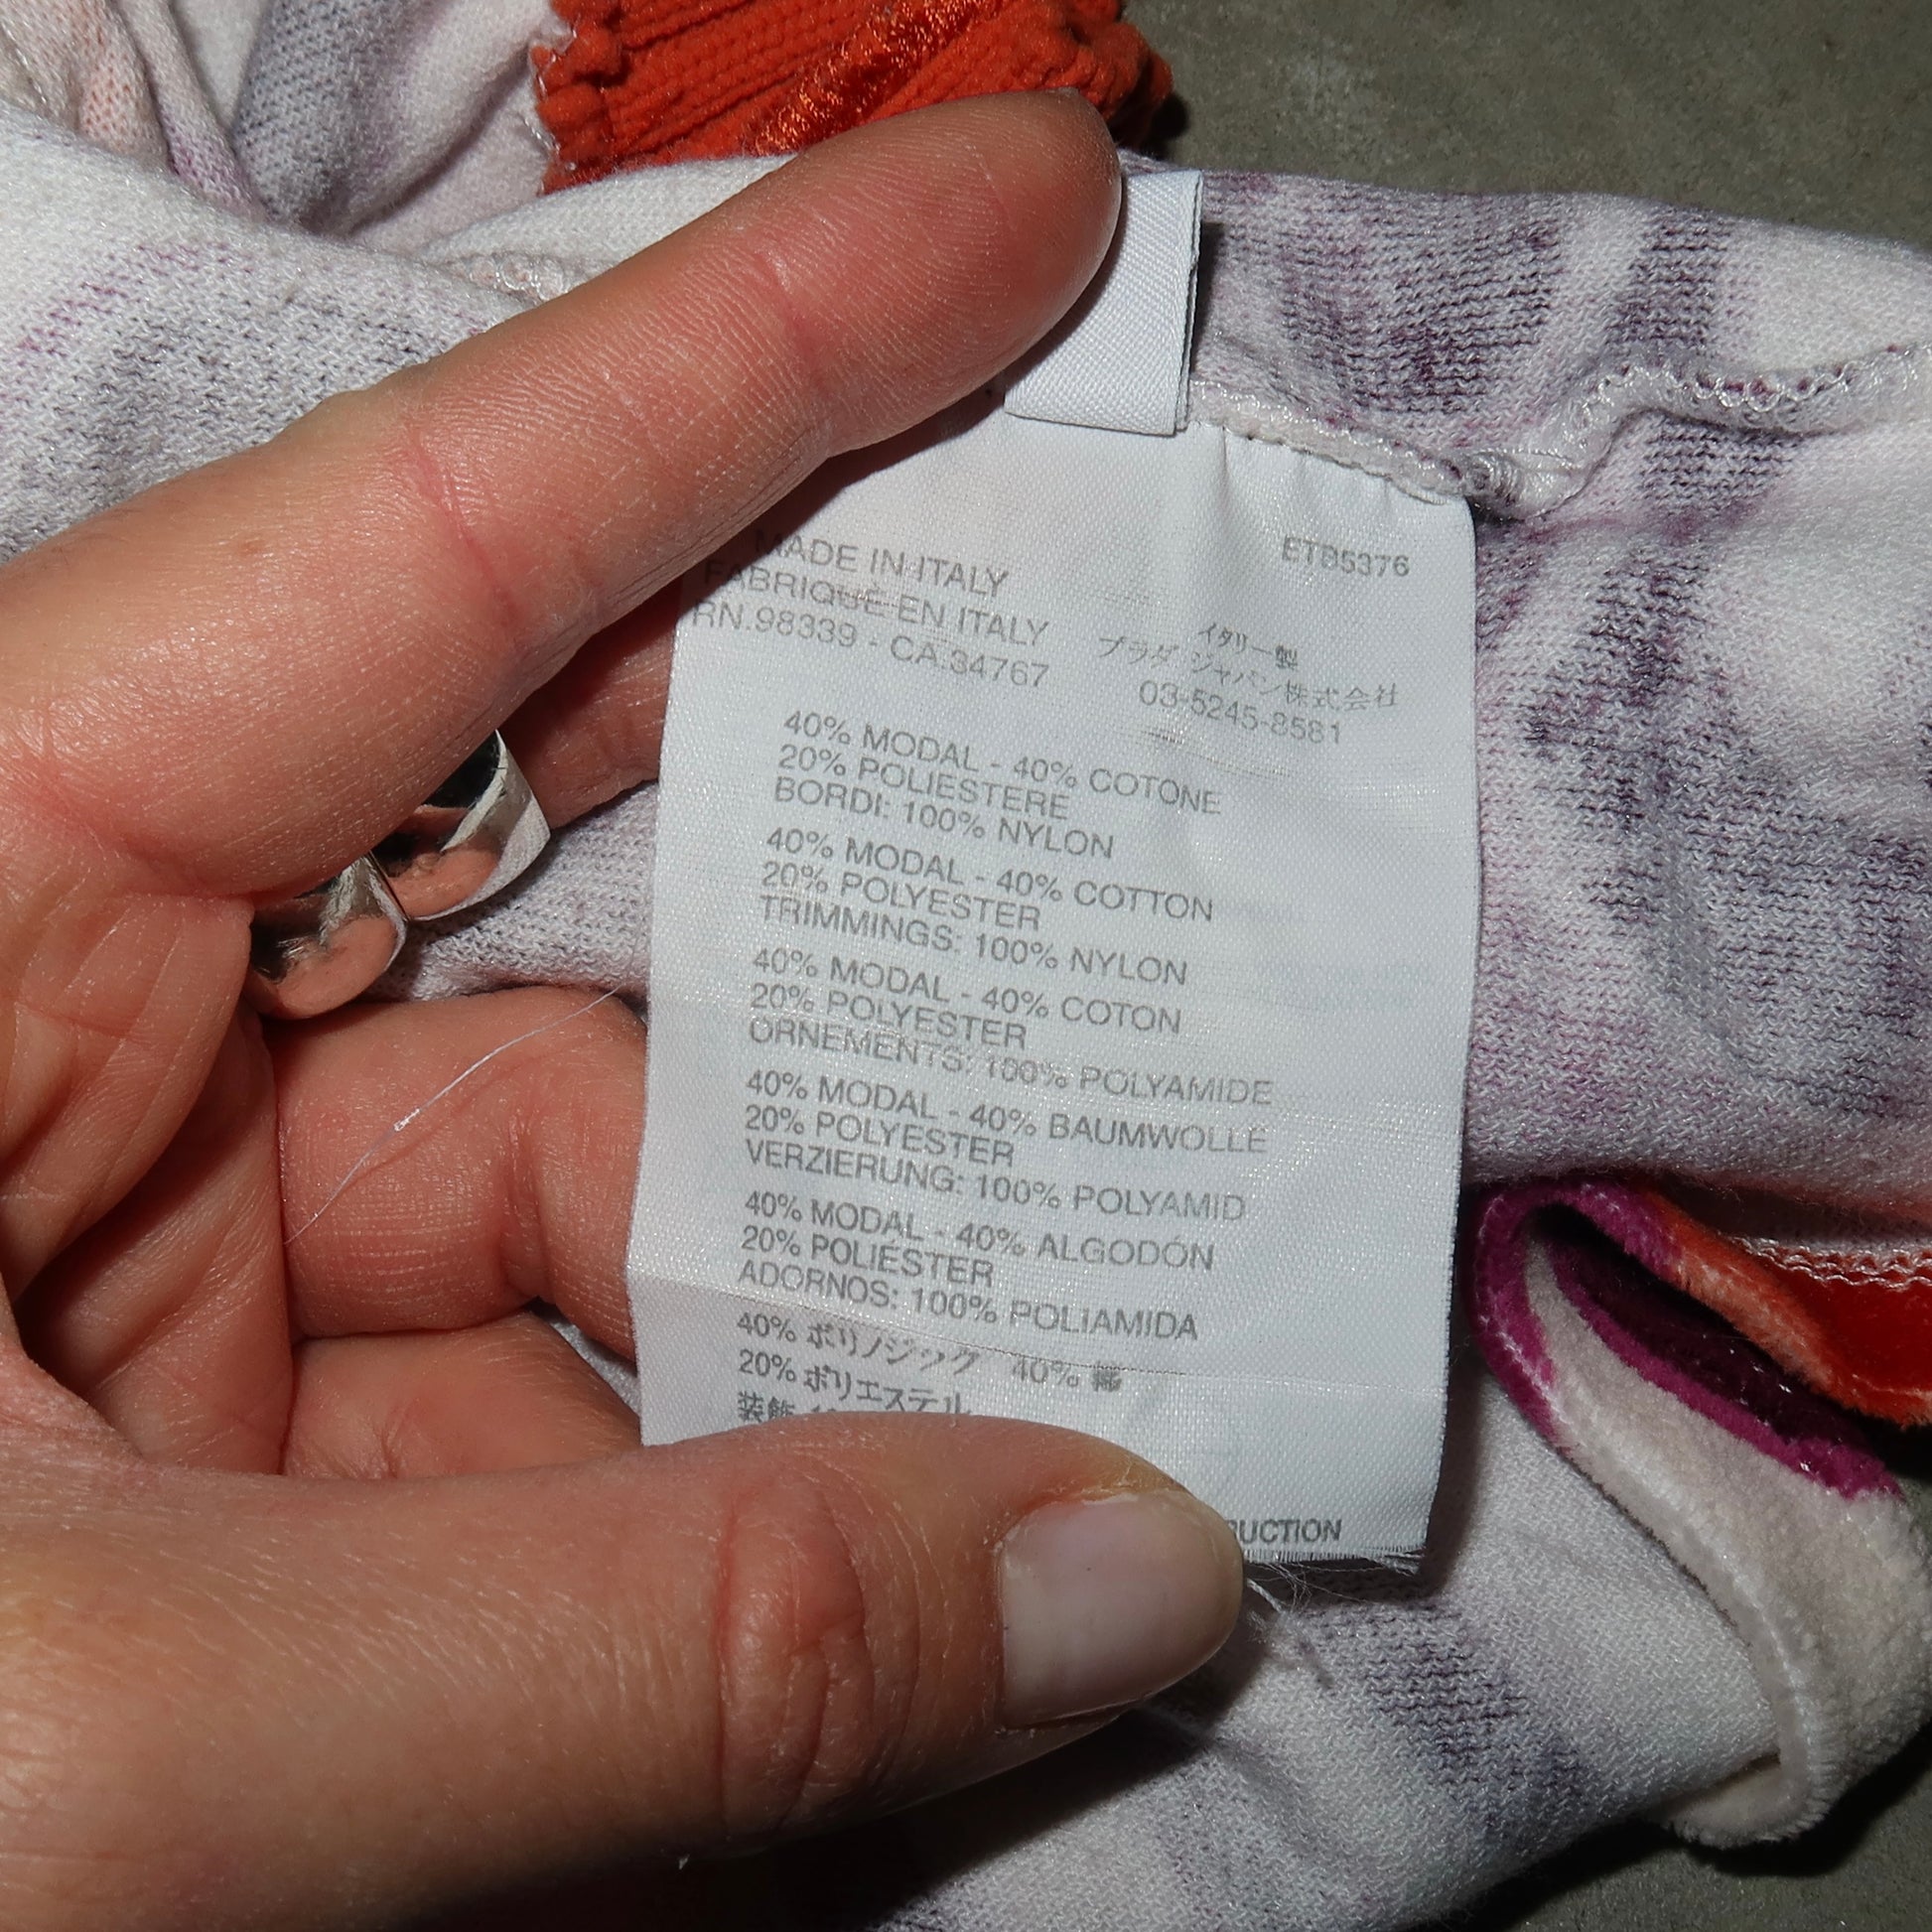 MADE IN ITALY
FABRIQUÉ EN ITALY
RN.98339 - CA.34767
ETB5376
イタリー製
プラダ ジャパン株式会社
03-5245-8581
40% MODAL - 40% COTONE
20% POLIESTERE
BORDI: 100% NYLON
40% MODAL - 40% COTTON
20% POLYESTER
TRIMMINGS: 100% NYLON
40% MODAL - 40% COTON
20% POLYESTER
ORNEMENTS: 100% POLYAMIDE
40% MODAL - 40% BAUMWOLLE
20% POLYESTER
VERZIERUNG: 100% POLYAMID
40% MODAL - 40% ALGODÓN
20% POLIÉSTER
ADORNOS: 100% POLIAMIDA
40% ポリノジック 40% 綿
20% ポリエステル
装飾
RUCTION